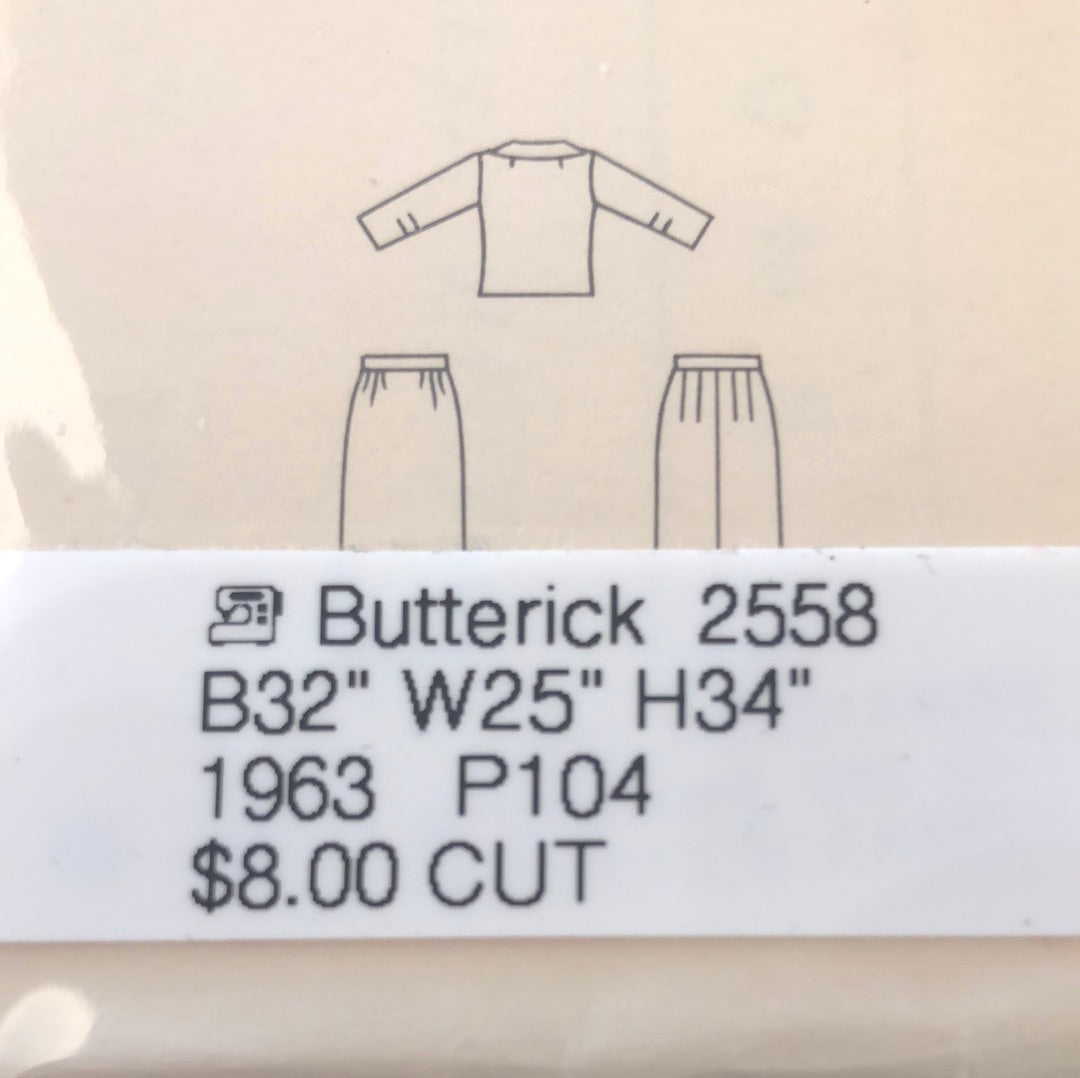 Butterick 2558
B32" W25" H34"
1963 P104
$8.00 CUT